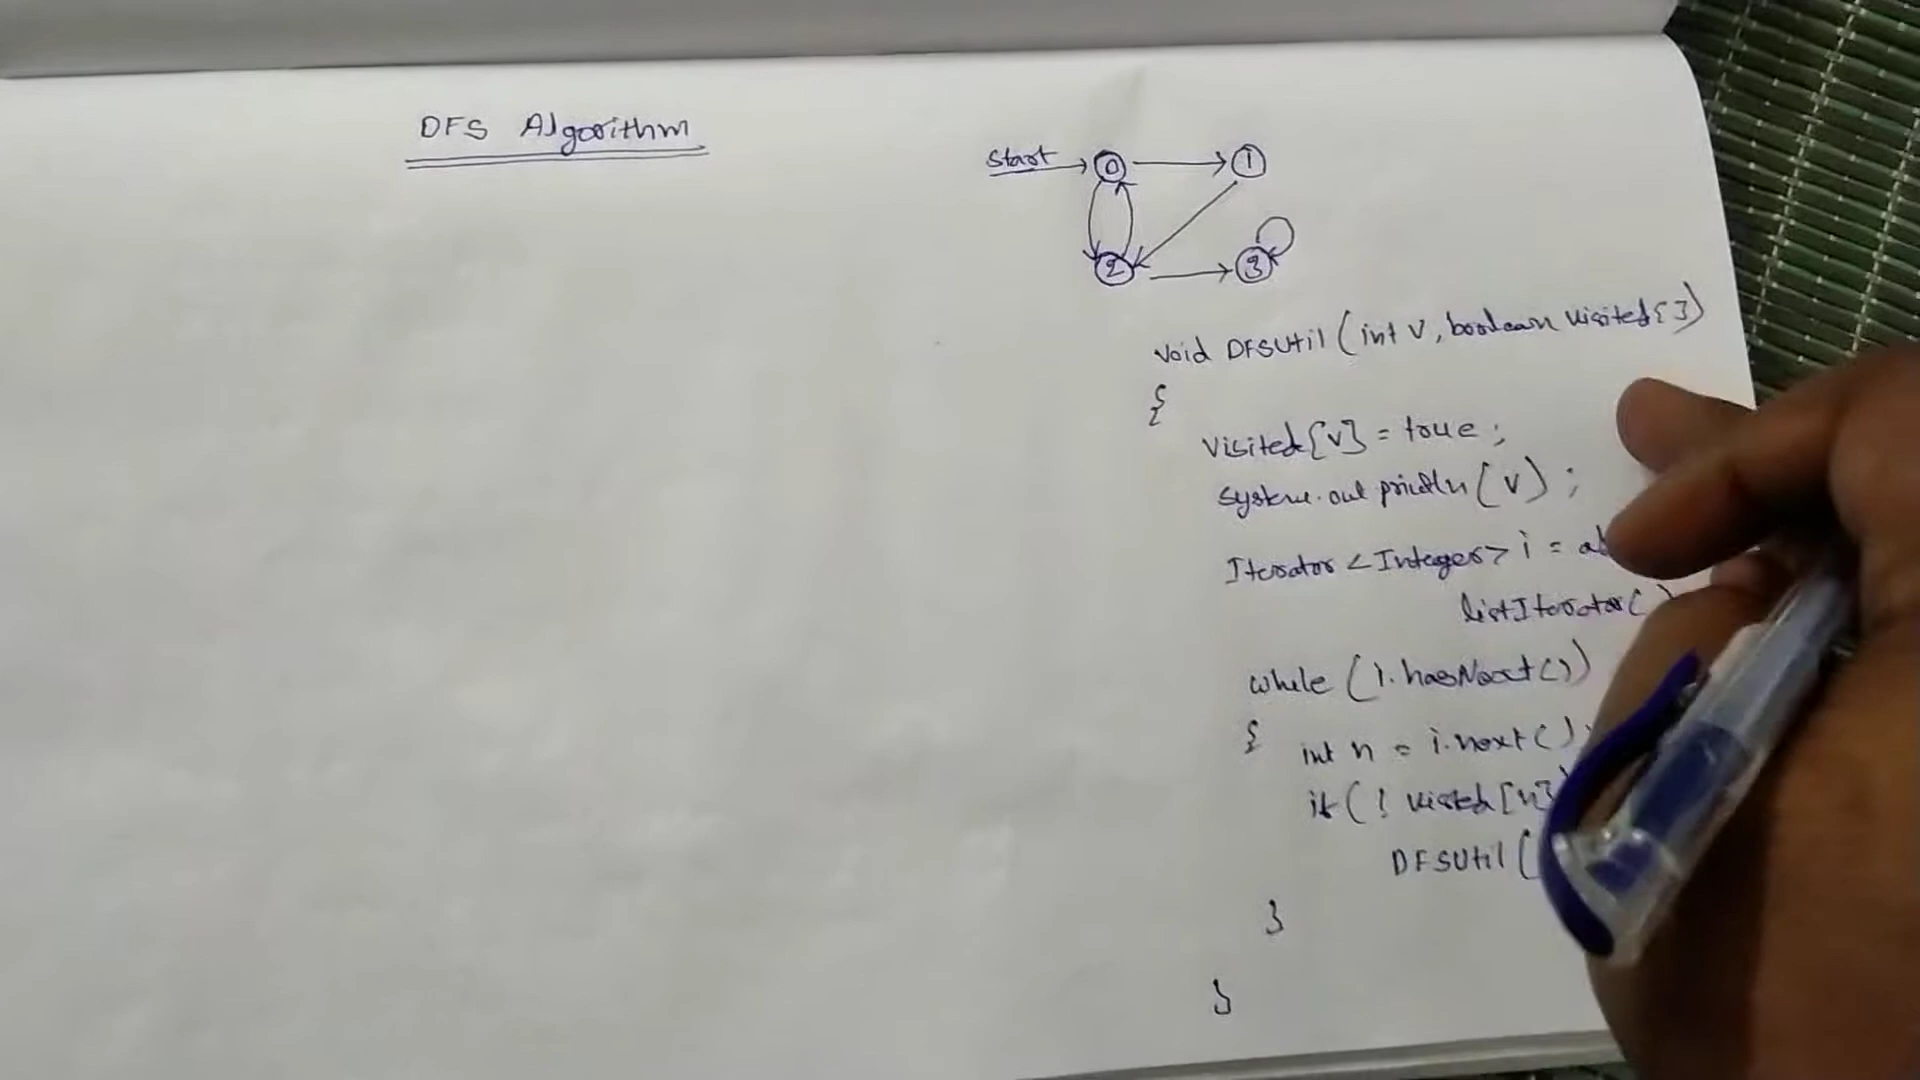 DFS Algorithm
Start
0
1
2
3
void DFSUtil (int v, boolean visited[])
{
visited[v] = true;
System.out.println(v);
Iterator <Integer> i =
listIterator()
while (i.hasNext())
{ int n = i.next();
if (! visited[n]
DFSUtil (
}
}